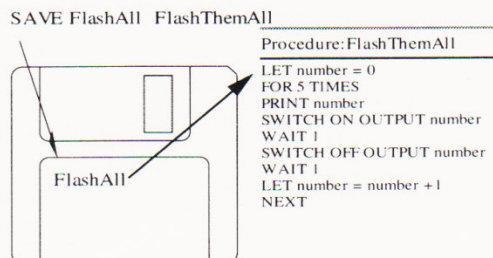 SAVE FlashAll FlashThemAll
Procedure:FlashThemAll
LET number = 0
FOR 5 TIMES
PRINT number
SWITCH ON OUTPUT number
WAIT 1
SWITCH OFF OUTPUT number
WAIT 1
LET number = number +1
NEXT
FlashAll